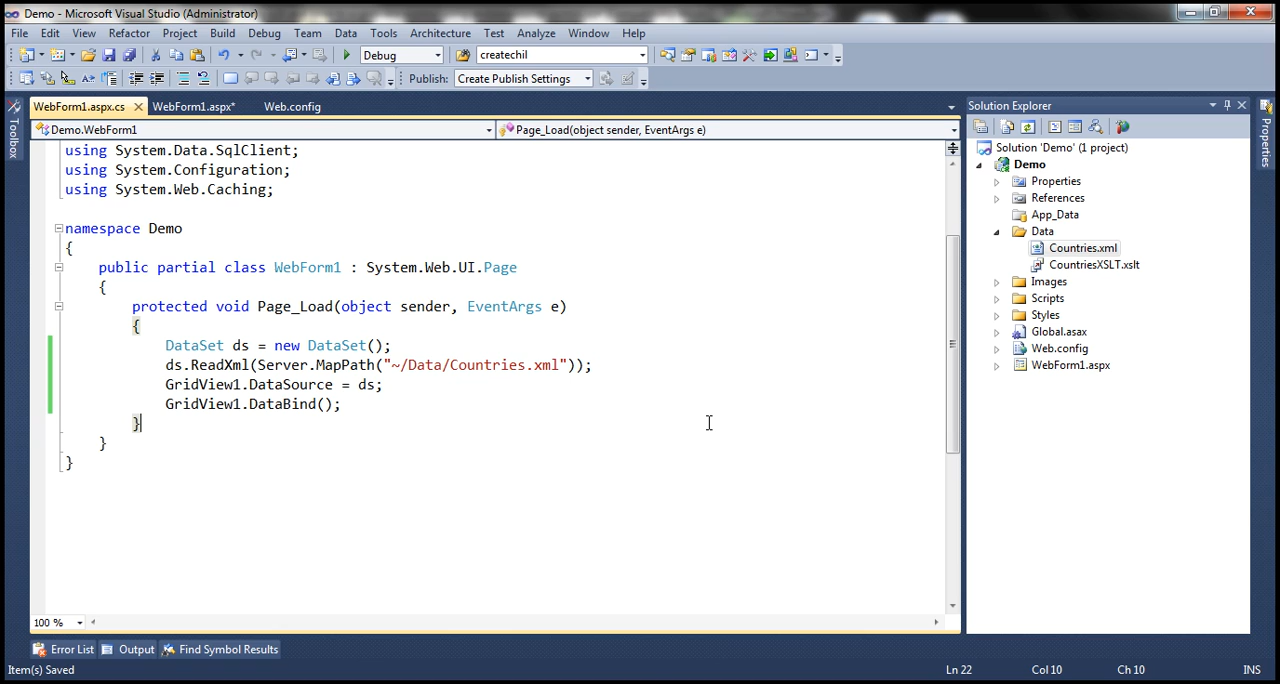 Demo - Microsoft Visual Studio (Administrator)
File Edit View Refactor Project Build Debug Team Data Tools Architecture Test Analyze Window Help
Debug createchil
Publish: Create Publish Settings
WebForm1.aspx.cs WebForm1.aspx* Web.config
Demo.WebForm1 Page_Load(object sender, EventArgs e)
using System.Data.SqlClient;
using System.Configuration;
using System.Web.Caching;
namespace Demo
{
public partial class WebForm1 : System.Web.UI.Page
{
protected void Page_Load(object sender, EventArgs e)
{
DataSet ds = new DataSet();
ds.ReadXml(Server.MapPath("~/Data/Countries.xml"));
GridView1.DataSource = ds;
GridView1.DataBind();
}
}
}
100 %
Toolbox
Solution Explorer
Solution 'Demo' (1 project)
Demo
Properties
References
App_Data
Data
Countries.xml
CountriesXSLT.xslt
Images
Scripts
Styles
Global.asax
Web.config
WebForm1.aspx
Properties
Error List Output Find Symbol Results
Item(s) Saved Ln 22 Col 10 Ch 10 INS